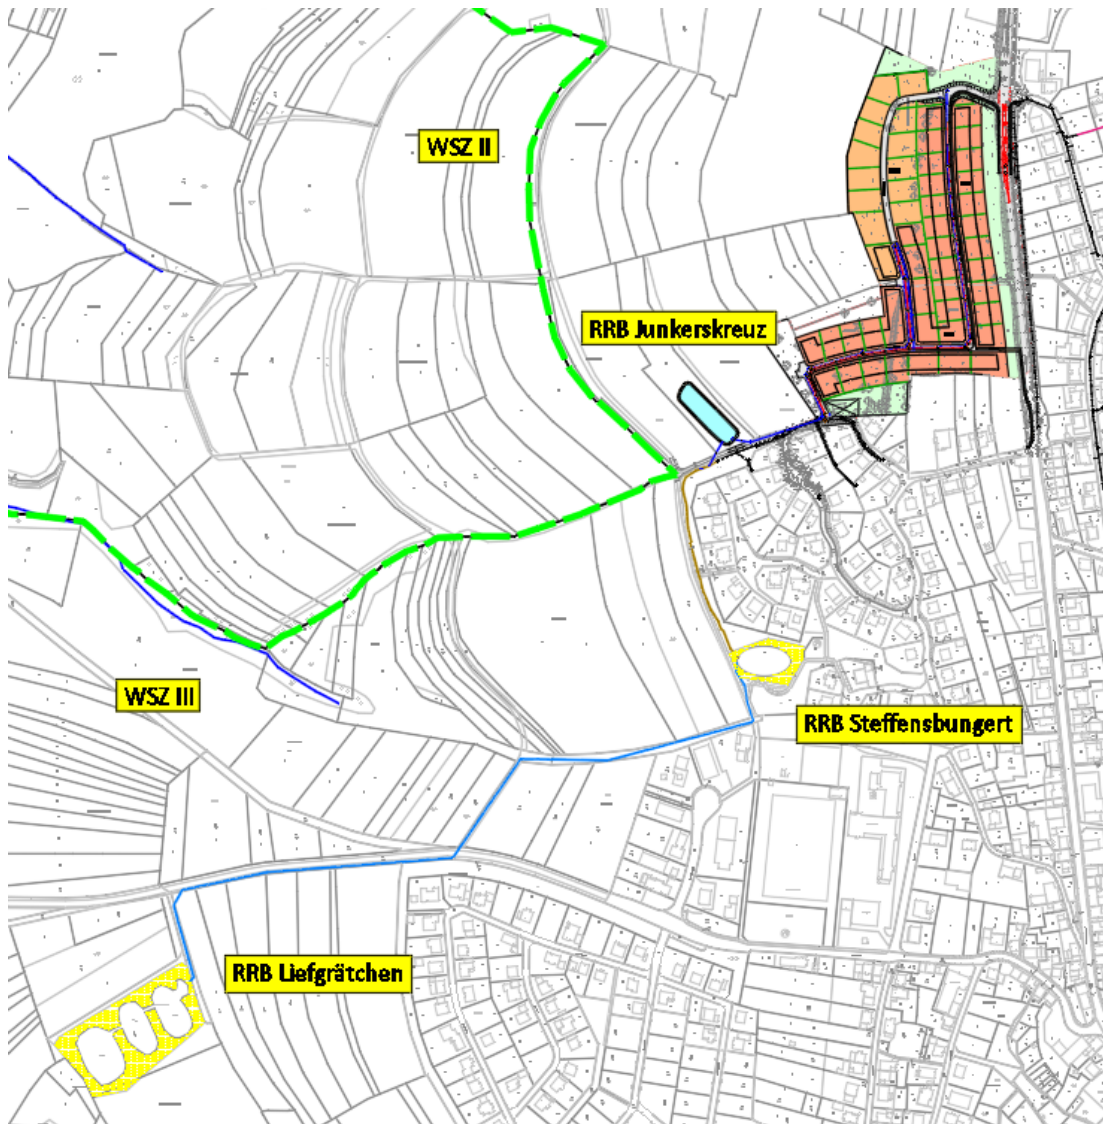 WSZ II
RRB Junkerskreuz
WSZ III
RRB Steffensbungert
RRB Liefgrätchen